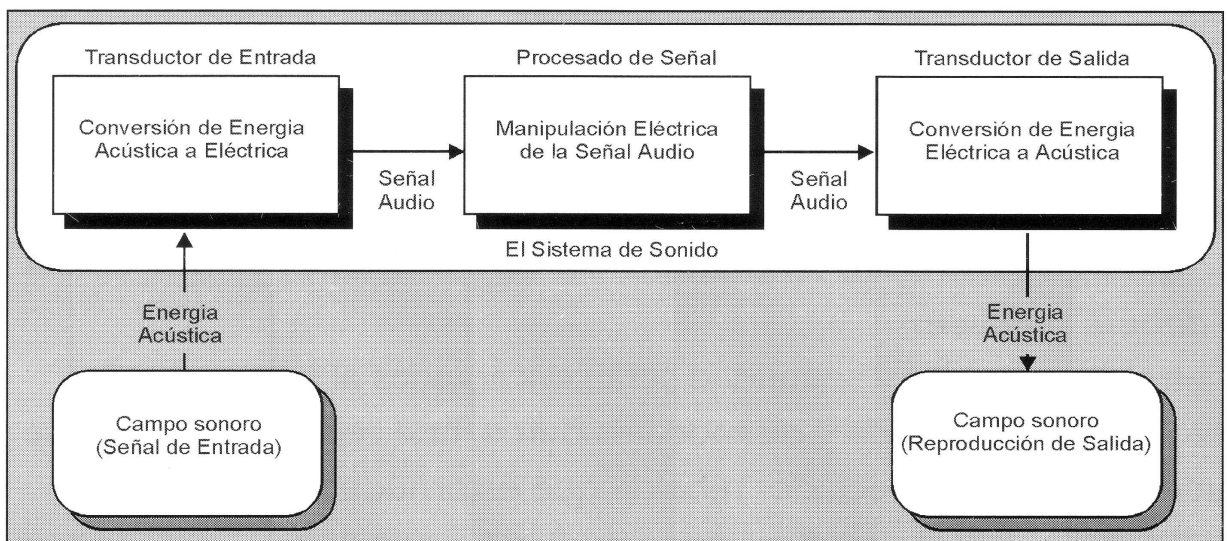 Transductor de Entrada
Conversión de Energia
Acústica a Eléctrica
Señal
Audio
Procesado de Señal
Manipulación Eléctrica
de la Señal Audio
Señal
Audio
Transductor de Salida
Conversión de Energia
Eléctrica a Acústica
El Sistema de Sonido
Energia
Acústica
Energia
Acústica
Campo sonoro
(Señal de Entrada)
Campo sonoro
(Reproducción de Salida)